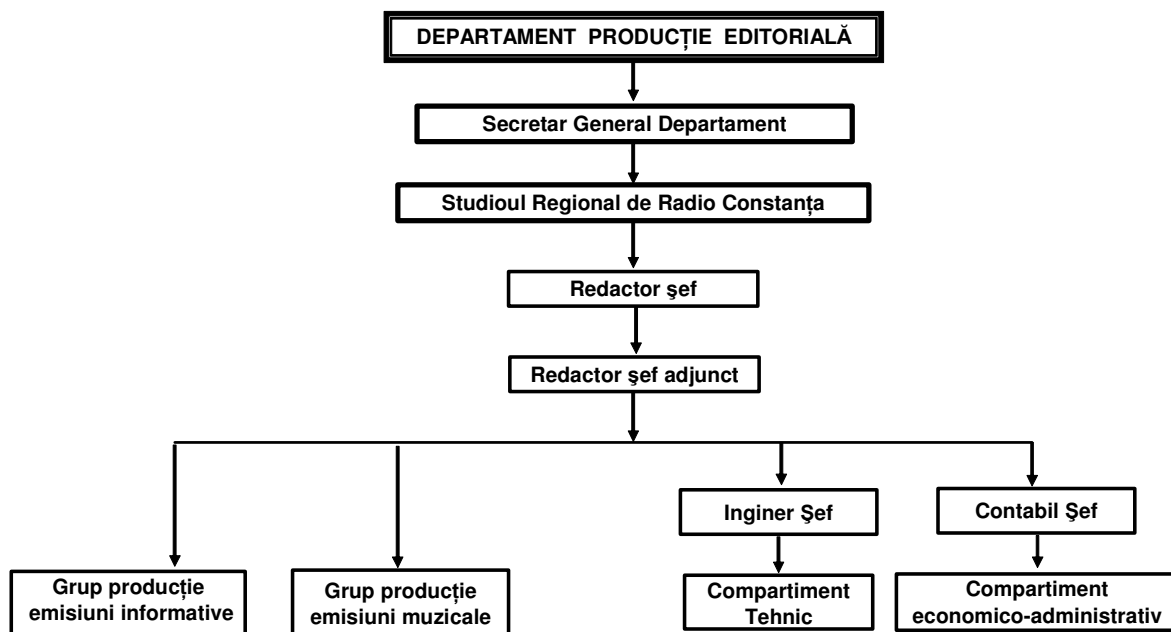 DEPARTAMENT PRODUCȚIE EDITORIALĂ
Secretar General Departament
Studioul Regional de Radio Constanța
Redactor şef
Redactor şef adjunct
Inginer Şef
Contabil Şef
Grup producție
emisiuni informative
Grup producție
emisiuni muzicale
Compartiment
Tehnic
Compartiment
economico-administrativ